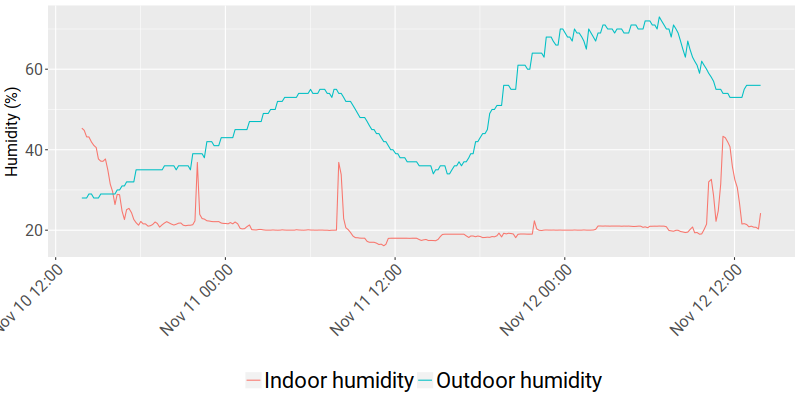 Humidity (%)
60
40
20
Nov 10 12:00
Nov 11 00:00
Nov 11 12:00
Nov 12 00:00
Nov 12 12:00
Indoor humidity
Outdoor humidity